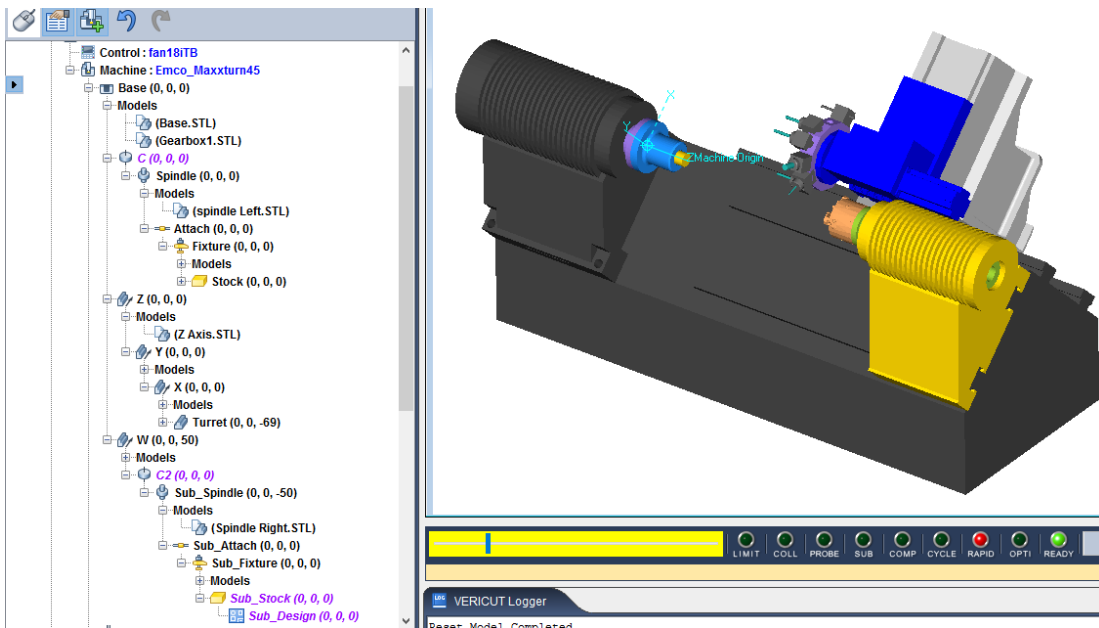 Control : fan18iTB
Machine : Emco_Maxxturn45
Base (0, 0, 0)
Models
(Base.STL)
(Gearbox1.STL)
C (0, 0, 0)
Spindle (0, 0, 0)
Models
(spindle Left.STL)
Attach (0, 0, 0)
Fixture (0, 0, 0)
Models
Stock (0, 0, 0)
Z (0, 0, 0)
Models
(Z Axis.STL)
Y (0, 0, 0)
Models
X (0, 0, 0)
Models
Turret (0, 0, -69)
W (0, 0, 50)
Models
C2 (0, 0, 0)
Sub_Spindle (0, 0, -50)
Models
(Spindle Right.STL)
Sub_Attach (0, 0, 0)
Sub_Fixture (0, 0, 0)
Models
Sub_Stock (0, 0, 0)
Sub_Design (0, 0, 0)
X
Y
ZMachine Origin
LIMIT COLL PROBE SUB COMP CYCLE RAPID OPTI READY
LOG VERICUT Logger
Reset Model Completed